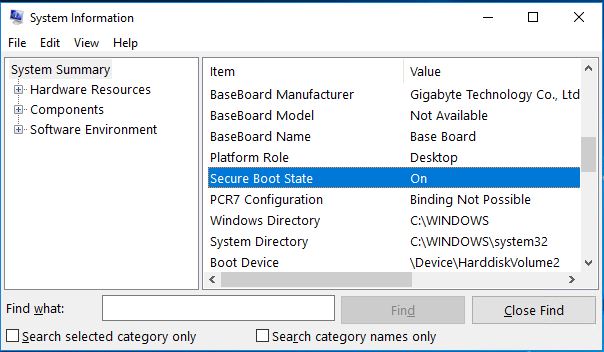 System Information
File Edit View Help
System Summary
Hardware Resources
Components
Software Environment
Item Value
BaseBoard Manufacturer Gigabyte Technology Co., Ltd
BaseBoard Model Not Available
BaseBoard Name Base Board
Platform Role Desktop
Secure Boot State On
PCR7 Configuration Binding Not Possible
Windows Directory C:\WINDOWS
System Directory C:\WINDOWS\system32
Boot Device \Device\HarddiskVolume2
Find what: Find Close Find
Search selected category only Search category names only